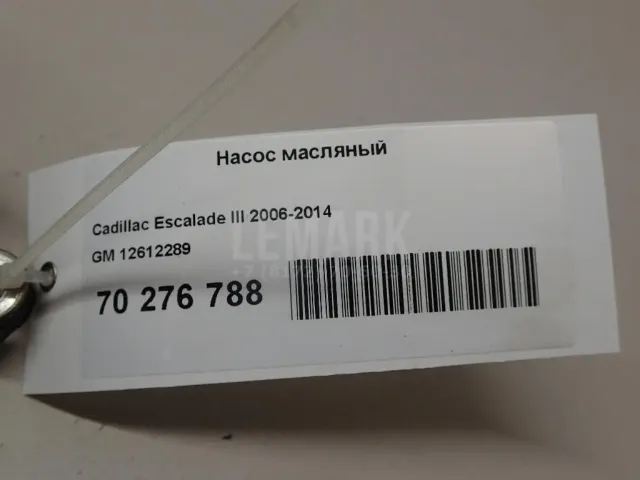 Насос масляный
Cadillac Escalade III 2006-2014
LEMARK
GM 12612289
70 276 788